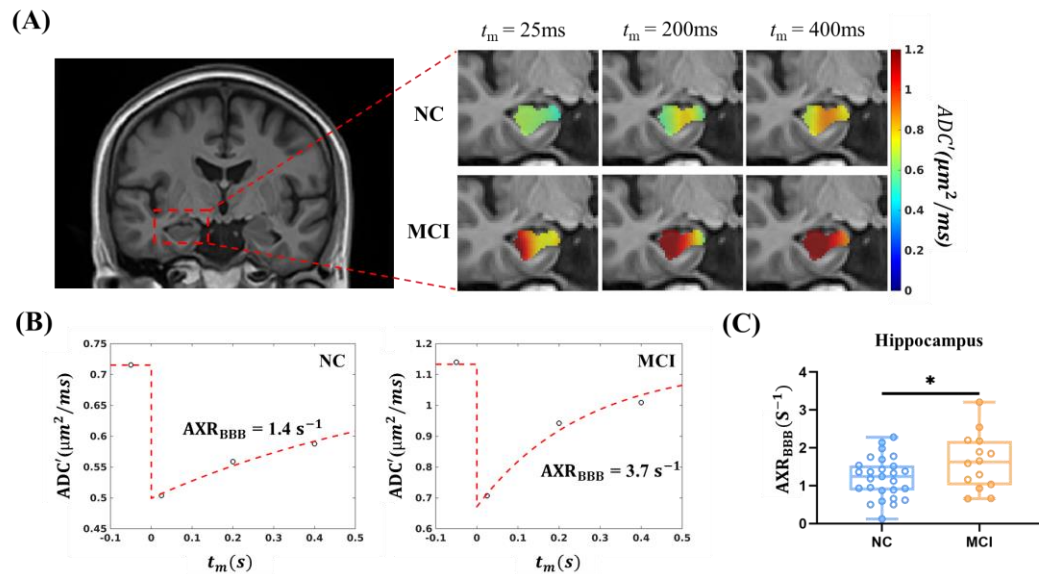 (A)
t_m = 25ms
t_m = 200ms
t_m = 400ms
NC
MCI
1.2
1
0.8
0.6
0.4
0.2
0
ADC'(μm²/ms)
(B)
NC
AXR_BBB = 1.4 s⁻¹
ADC'(μm²/ms)
0.75
0.7
0.65
0.6
0.55
0.5
0.45
-0.1 0 0.1 0.2 0.3 0.4 0.5
t_m(s)
MCI
AXR_BBB = 3.7 s⁻¹
ADC'(μm²/ms)
1.2
1.1
1
0.9
0.8
0.7
0.6
-0.1 0 0.1 0.2 0.3 0.4 0.5
t_m(s)
(C)
Hippocampus
*
AXR_BBB(S⁻¹)
4
3
2
1
0
NC MCI